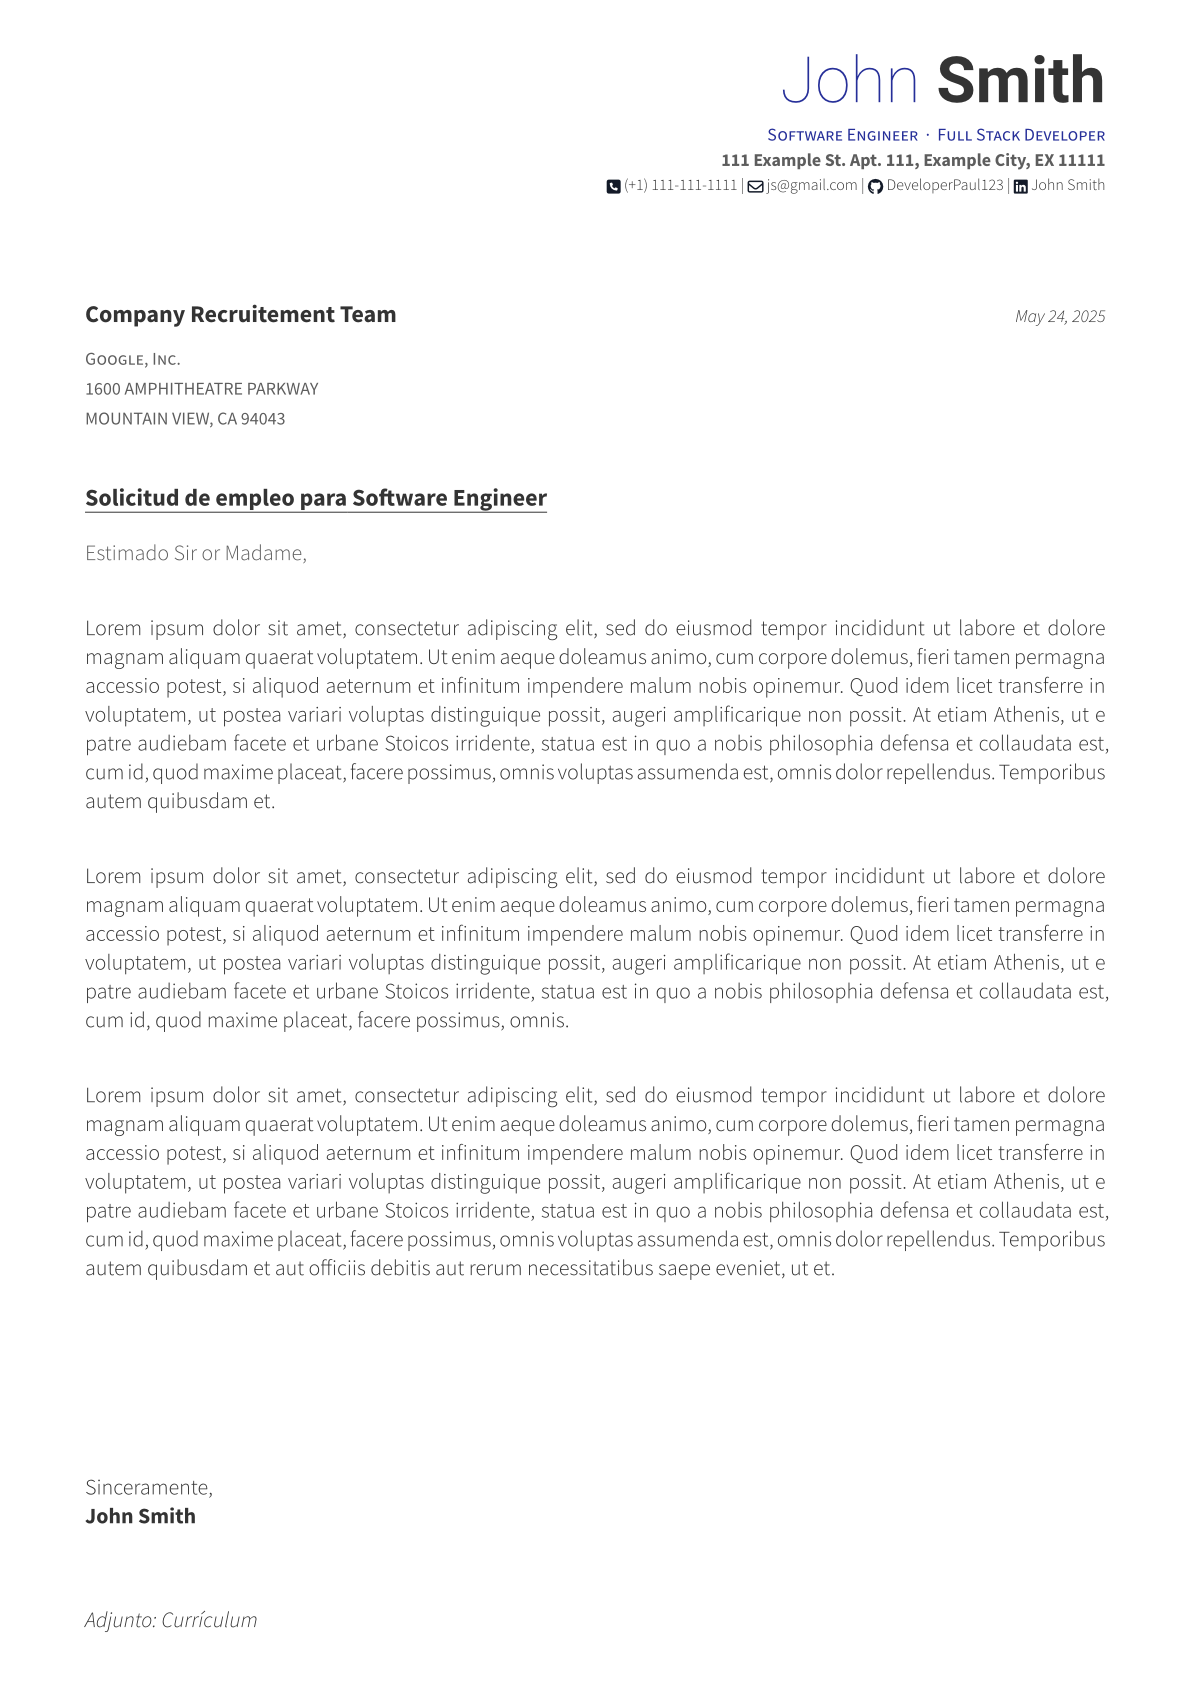 John Smith
Software Engineer · Full Stack Developer
111 Example St. Apt. 111, Example City, EX 11111
(+1) 111-111-1111 | js@gmail.com | DeveloperPaul123 | John Smith
Company Recruitement Team
May 24, 2025
Google, Inc.
1600 AMPHITHEATRE PARKWAY
MOUNTAIN VIEW, CA 94043
Solicitud de empleo para Software Engineer
Estimado Sir or Madame,
Lorem ipsum dolor sit amet, consectetur adipiscing elit, sed do eiusmod tempor incididunt ut labore et dolore
magnam aliquam quaerat voluptatem. Ut enim aeque doleamus animo, cum corpore dolemus, fieri tamen permagna
accessio potest, si aliquod aeternum et infinitum impendere malum nobis opinemur. Quod idem licet transferre in
voluptatem, ut postea variari voluptas distinguique possit, augeri amplificarique non possit. At etiam Athenis, ut e
patre audiebam facete et urbane Stoicos irridente, statua est in quo a nobis philosophia defensa et collaudata est,
cum id, quod maxime placeat, facere possimus, omnis voluptas assumenda est, omnis dolor repellendus. Temporibus
autem quibusdam et.
Lorem ipsum dolor sit amet, consectetur adipiscing elit, sed do eiusmod tempor incididunt ut labore et dolore
magnam aliquam quaerat voluptatem. Ut enim aeque doleamus animo, cum corpore dolemus, fieri tamen permagna
accessio potest, si aliquod aeternum et infinitum impendere malum nobis opinemur. Quod idem licet transferre in
voluptatem, ut postea variari voluptas distinguique possit, augeri amplificarique non possit. At etiam Athenis, ut e
patre audiebam facete et urbane Stoicos irridente, statua est in quo a nobis philosophia defensa et collaudata est,
cum id, quod maxime placeat, facere possimus, omnis.
Lorem ipsum dolor sit amet, consectetur adipiscing elit, sed do eiusmod tempor incididunt ut labore et dolore
magnam aliquam quaerat voluptatem. Ut enim aeque doleamus animo, cum corpore dolemus, fieri tamen permagna
accessio potest, si aliquod aeternum et infinitum impendere malum nobis opinemur. Quod idem licet transferre in
voluptatem, ut postea variari voluptas distinguique possit, augeri amplificarique non possit. At etiam Athenis, ut e
patre audiebam facete et urbane Stoicos irridente, statua est in quo a nobis philosophia defensa et collaudata est,
cum id, quod maxime placeat, facere possimus, omnis voluptas assumenda est, omnis dolor repellendus. Temporibus
autem quibusdam et aut officiis debitis aut rerum necessitatibus saepe eveniet, ut et.
Sinceramente,
John Smith
Adjunto: Currículum